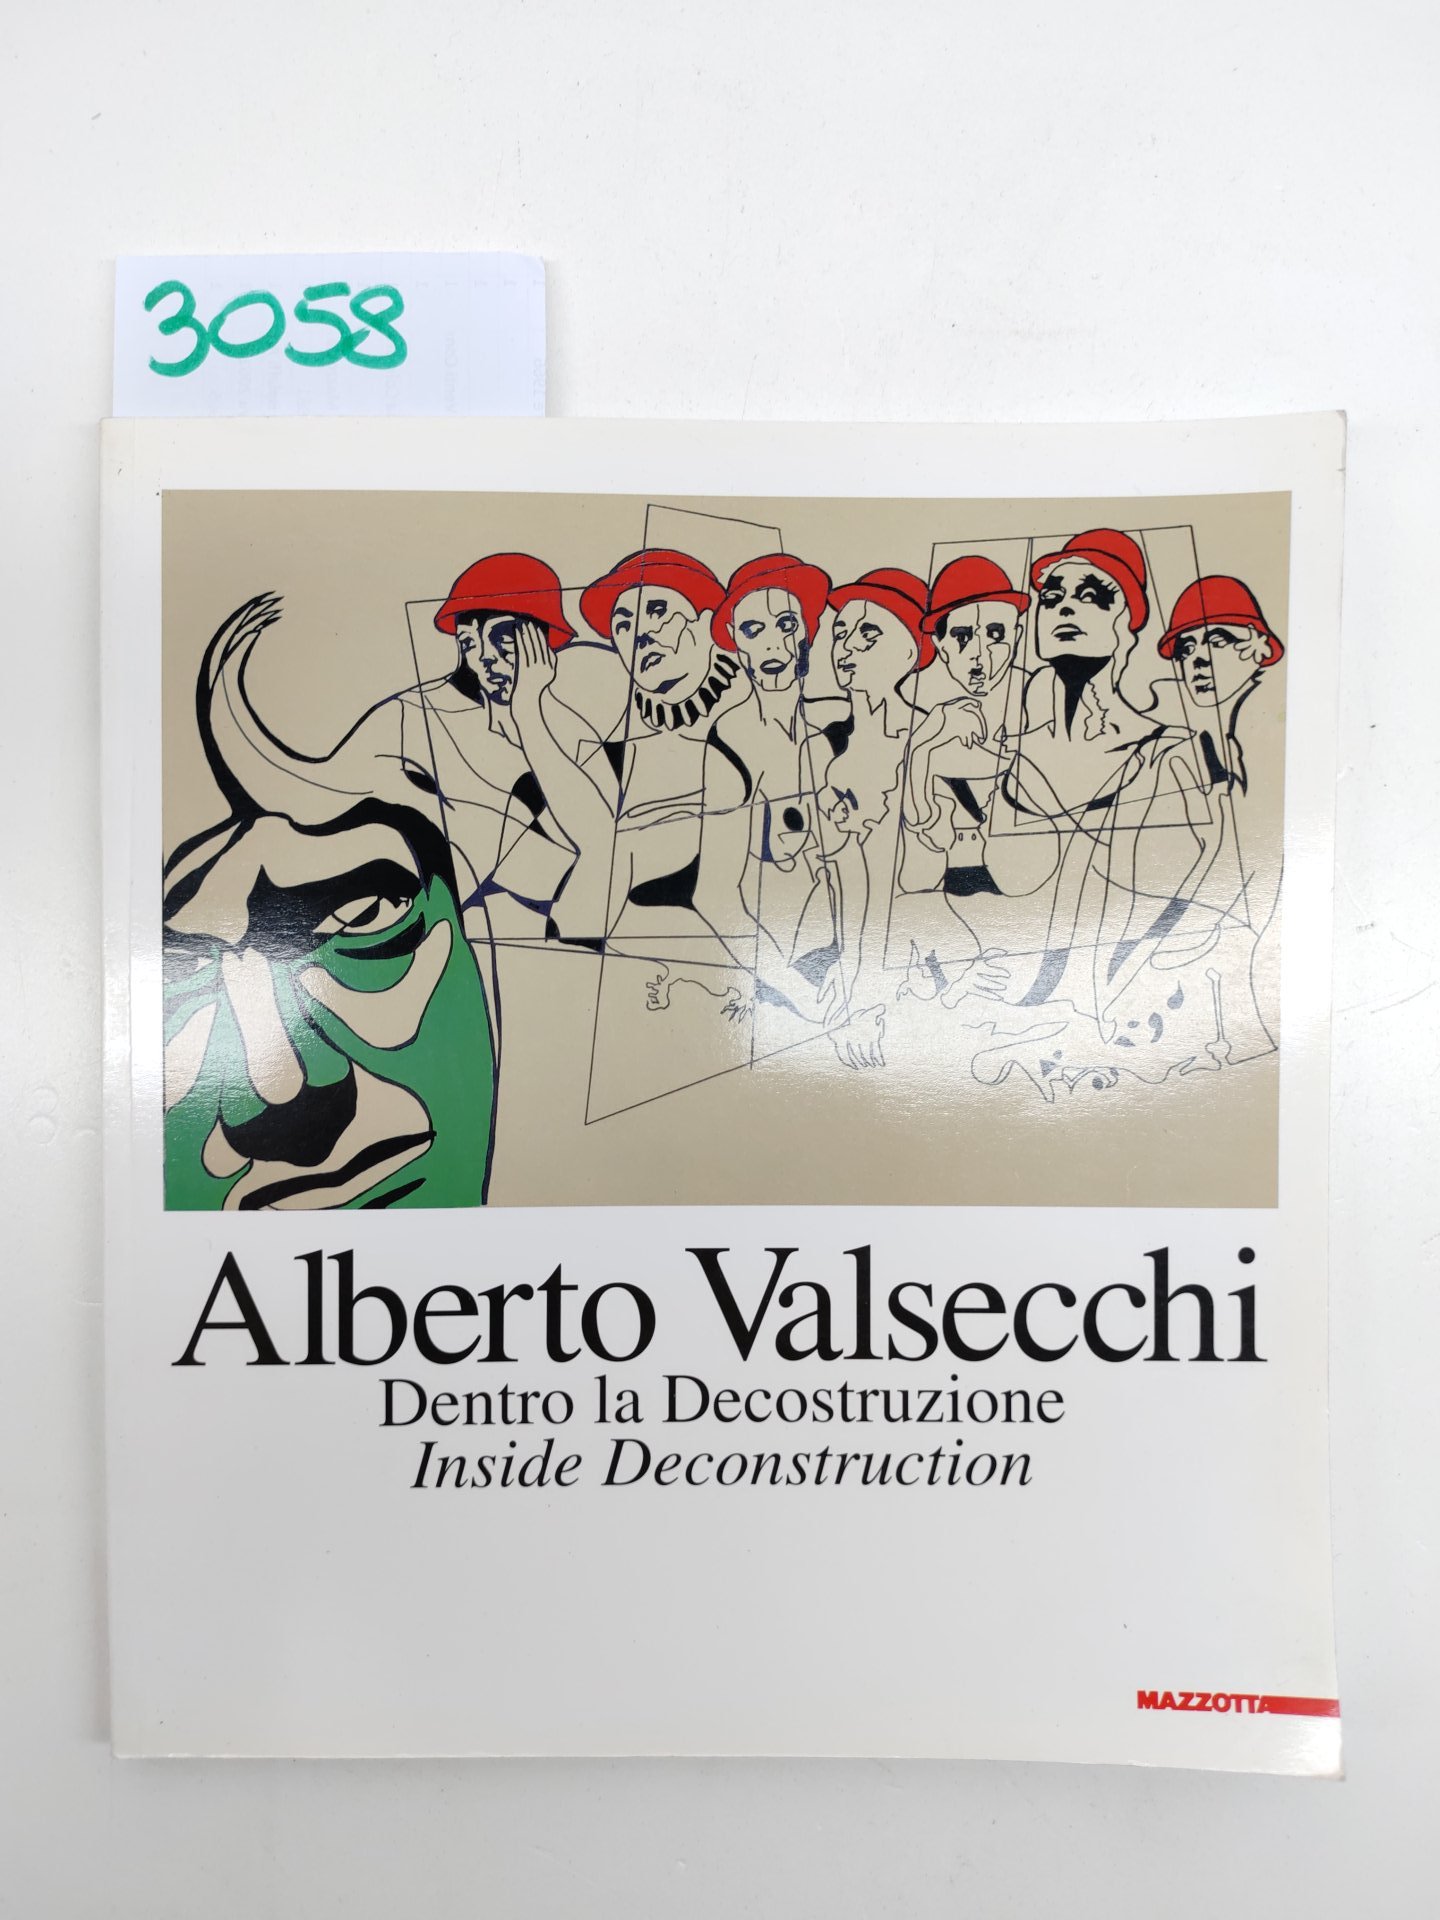 3058
Alberto Valsecchi
Dentro la Decostruzione
Inside Deconstruction
MAZZOTTA